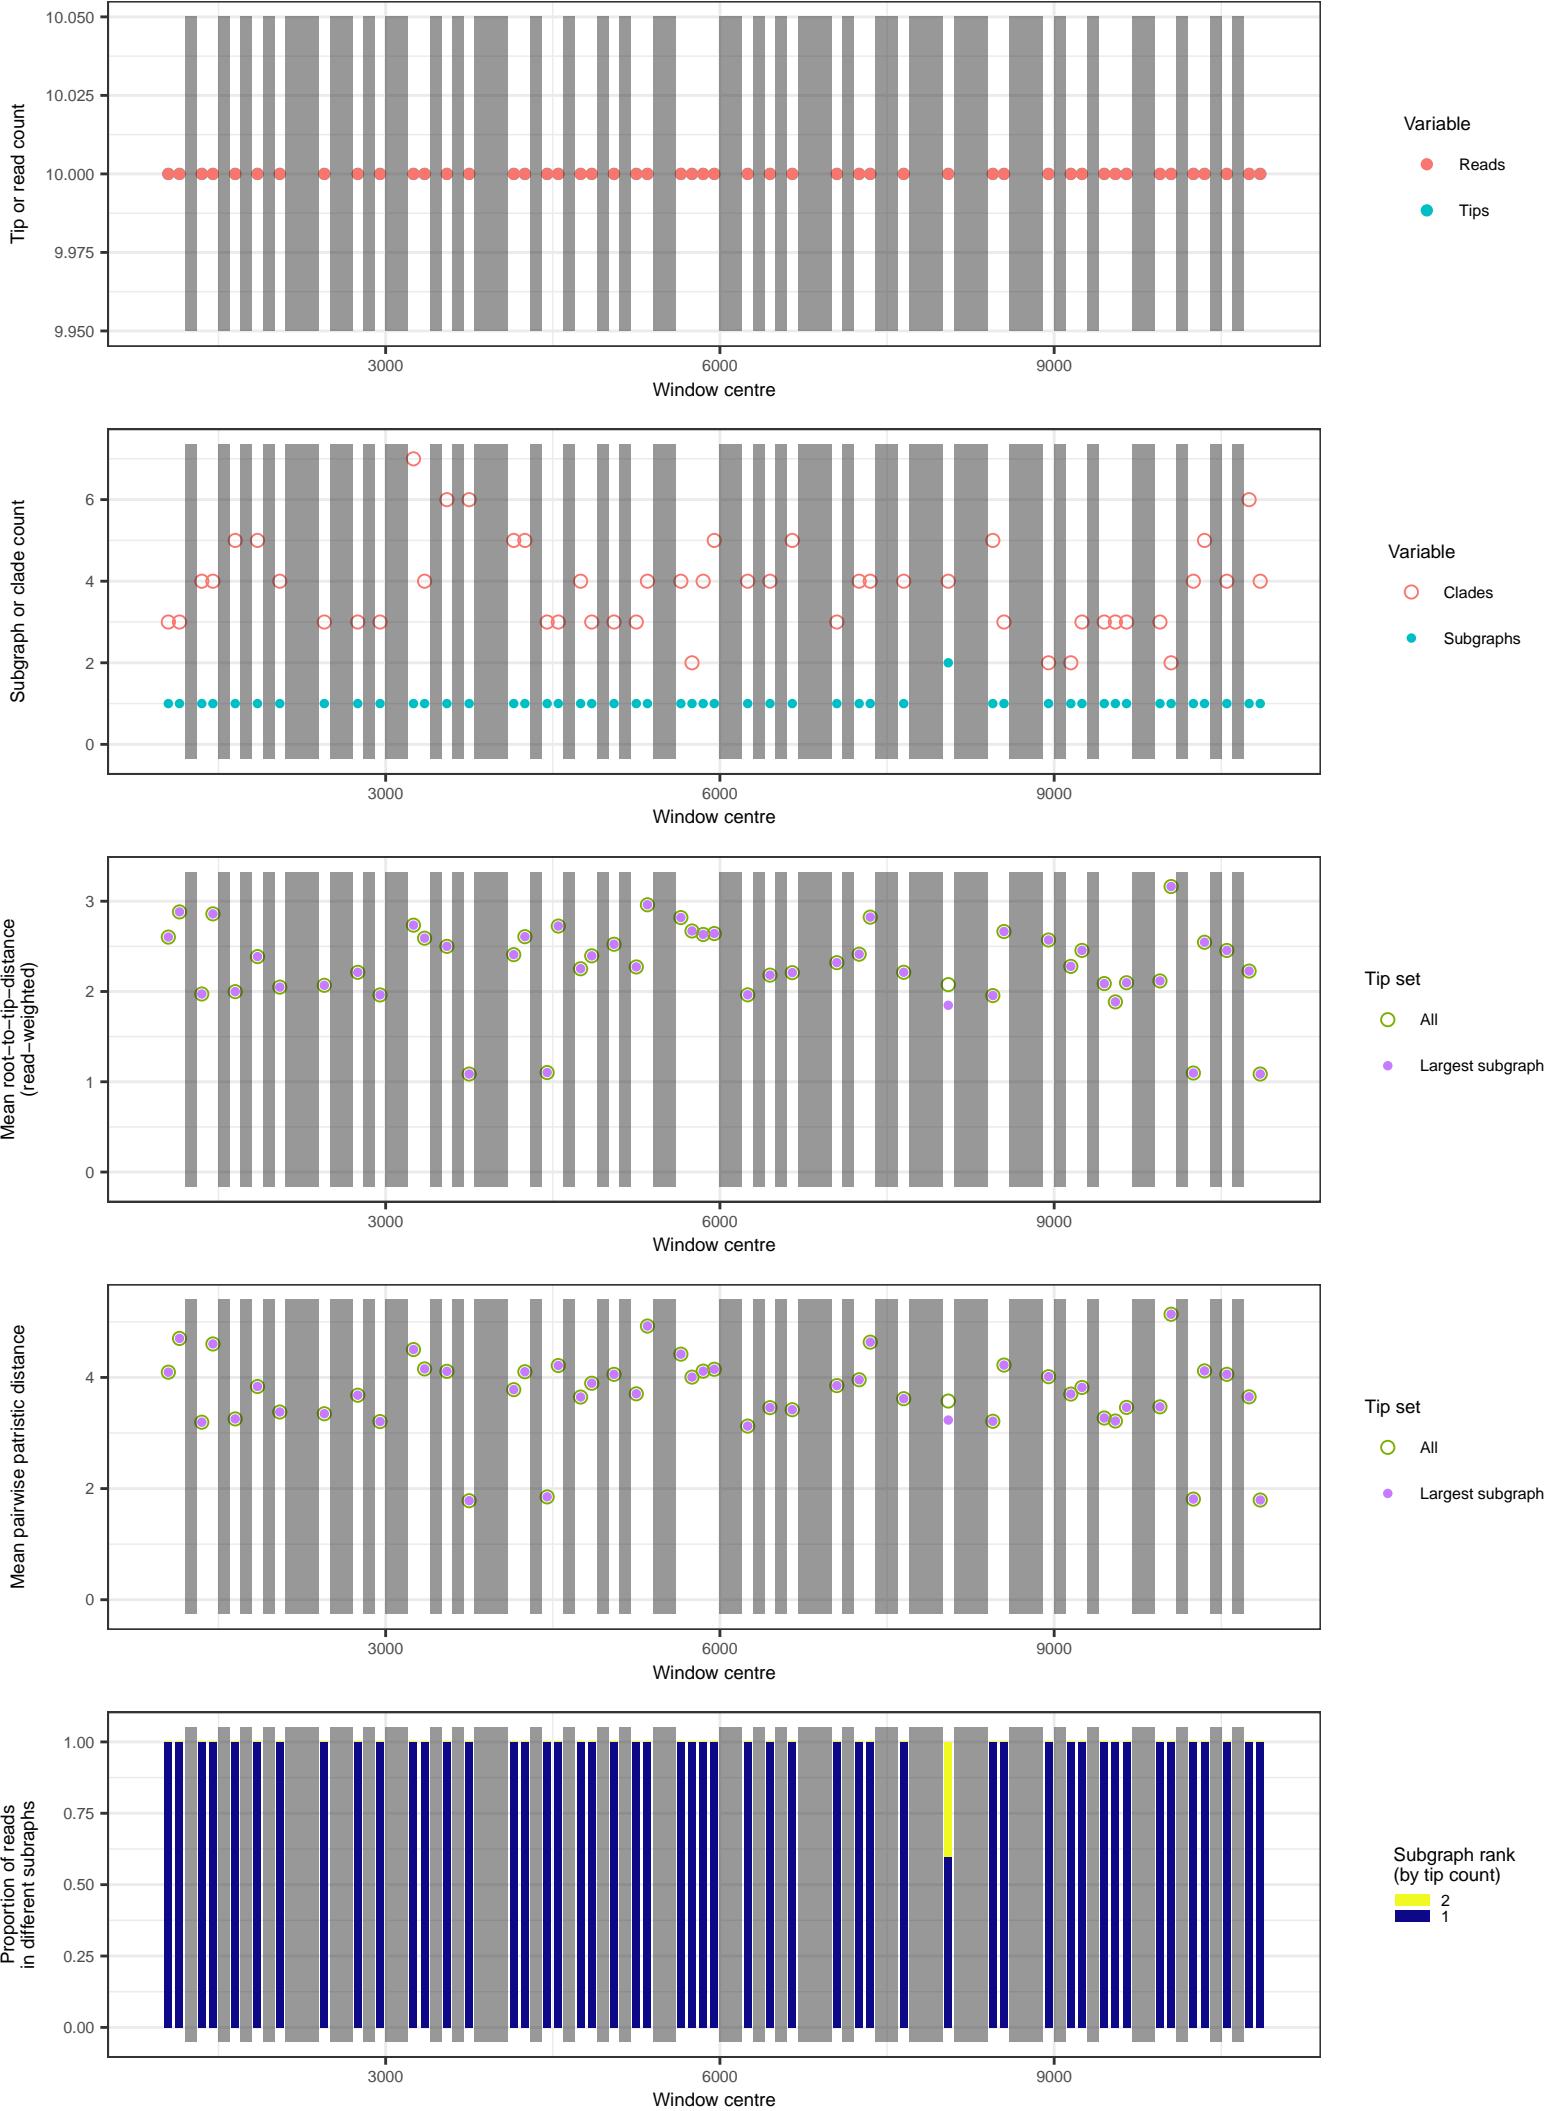 10.050
10.025
10.000
9.975
9.950
Tip or read count
3000
6000
9000
Window centre
Variable
Reads
Tips
6
4
2
0
Subgraph or clade count
3000
6000
9000
Window centre
Variable
Clades
Subgraphs
3
2
1
0
Mean root−to−tip−distance
(read−weighted)
3000
6000
9000
Window centre
Tip set
All
Largest subgraph
4
2
0
Mean pairwise patristic distance
3000
6000
9000
Window centre
Tip set
All
Largest subgraph
1.00
0.75
0.50
0.25
0.00
Proportion of reads
in different subraphs
3000
6000
9000
Window centre
Subgraph rank
(by tip count)
2
1